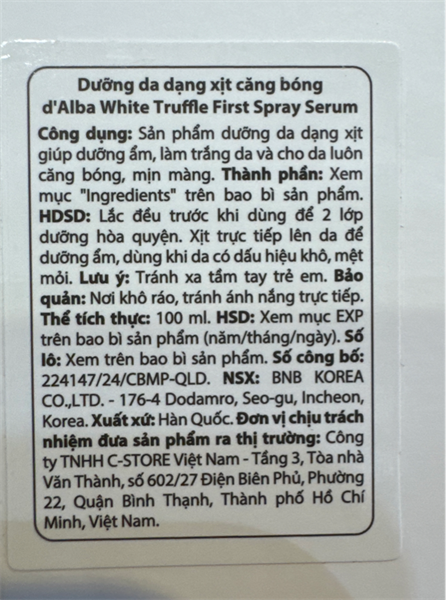 Dưỡng da dạng xịt căng bóng
d'Alba White Truffle First Spray Serum
Công dụng: Sản phẩm dưỡng da dạng xịt
giúp dưỡng ẩm, làm trắng da và cho da luôn
căng bóng, mịn màng. Thành phần: Xem
mục "Ingredients" trên bao bì sản phẩm.
HDSD: Lắc đều trước khi dùng để 2 lớp
dưỡng hòa quyện. Xịt trực tiếp lên da để
dưỡng ẩm, dùng khi da có dấu hiệu khô, mệt
mỏi. Lưu ý: Tránh xa tầm tay trẻ em. Bảo
quản: Nơi khô ráo, tránh ánh nắng trực tiếp.
Thể tích thực: 100 ml. HSD: Xem mục EXP
trên bao bì sản phẩm (năm/tháng/ngày). Số
lô: Xem trên bao bì sản phẩm. Số công bố:
224147/24/CBMP-QLD. NSX: BNB KOREA
CO.,LTD. - 176-4 Dodamro, Seo-gu, Incheon,
Korea. Xuất xứ: Hàn Quốc. Đơn vị chịu trách
nhiệm đưa sản phẩm ra thị trường: Công
ty TNHH C-STORE Việt Nam - Tầng 3, Tòa nhà
Văn Thành, số 602/27 Điện Biên Phủ, Phường
22, Quận Bình Thạnh, Thành phố Hồ Chí
Minh, Việt Nam.